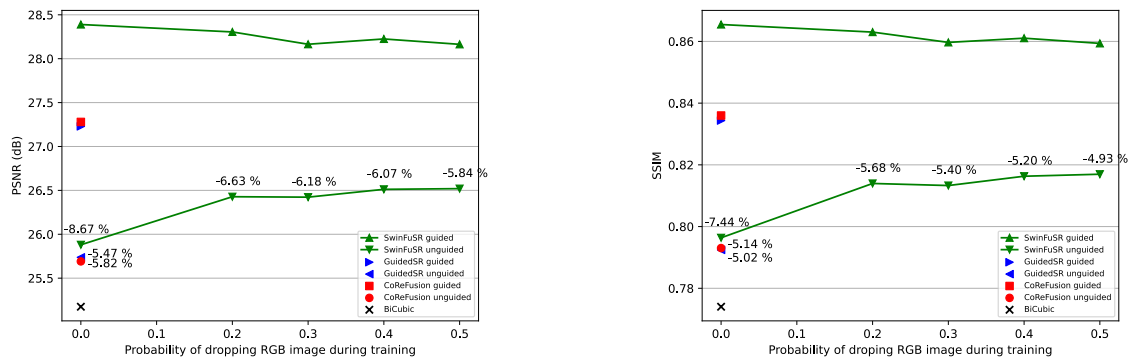 28.5
28.0
27.5
27.0
26.5
26.0
25.5
PSNR (dB)
-6.63 %
-6.18 %
-6.07 %
-5.84 %
-8.67 %
-5.47 %
-5.82 %
SwinFuSR guided
SwinFuSR unguided
GuidedSR guided
GuidedSR unguided
CoReFusion guided
CoReFusion unguided
BiCubic
0.0 0.1 0.2 0.3 0.4 0.5
Probability of dropping RGB image during training
0.86
0.84
0.82
0.80
0.78
SSIM
-5.68 %
-5.40 %
-5.20 %
-4.93 %
-7.44 %
-5.14 %
-5.02 %
SwinFuSR guided
SwinFuSR unguided
GuidedSR guided
GuidedSR unguided
CoReFusion guided
CoReFusion unguided
BiCubic
0.0 0.1 0.2 0.3 0.4 0.5
Probability of droping RGB image during training